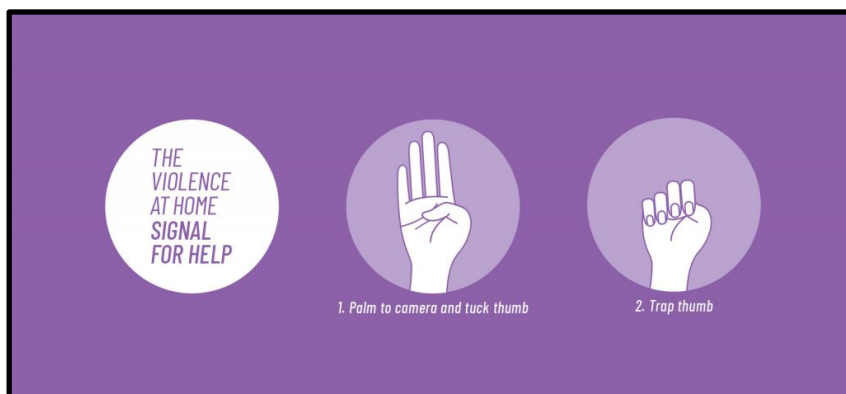 THE
VIOLENCE
AT HOME
SIGNAL
FOR HELP
1. Palm to camera and tuck thumb
2. Trap thumb